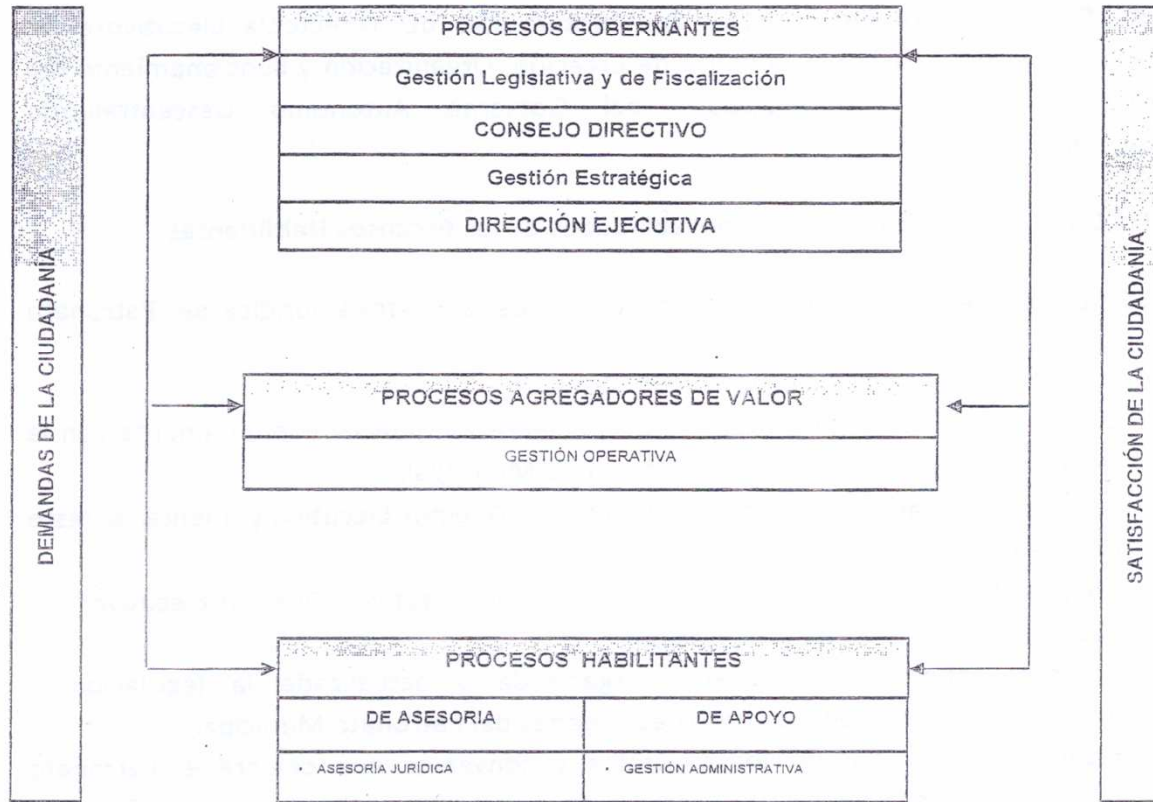 DEMANDAS DE LA CIUDADANÍA
PROCESOS GOBERNANTES
Gestión Legislativa y de Fiscalización
CONSEJO DIRECTIVO
Gestión Estratégica
DIRECCIÓN EJECUTIVA
PROCESOS AGREGADORES DE VALOR
GESTIÓN OPERATIVA
PROCESOS HABILITANTES
DE ASESORIA
DE APOYO
· ASESORÍA JURÍDICA
· GESTIÓN ADMINISTRATIVA
SATISFACCIÓN DE LA CIUDADANÍA